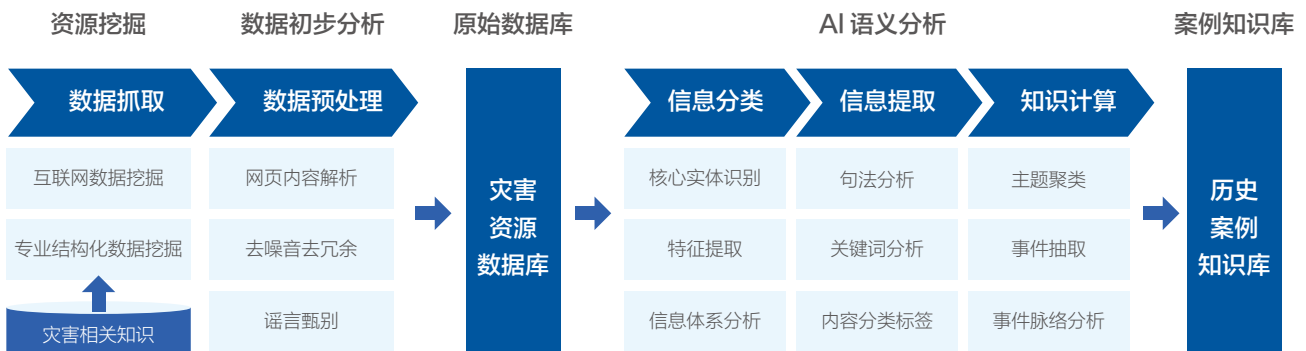 资源挖掘
数据初步分析
原始数据库
AI 语义分析
案例知识库
数据抓取
数据预处理
信息分类
信息提取
知识计算
互联网数据挖掘
专业结构化数据挖掘
灾害相关知识
网页内容解析
去噪音去冗余
谣言甄别
灾害
资源
数据库
核心实体识别
特征提取
信息体系分析
句法分析
关键词分析
内容分类标签
主题聚类
事件抽取
事件脉络分析
历史
案例
知识库